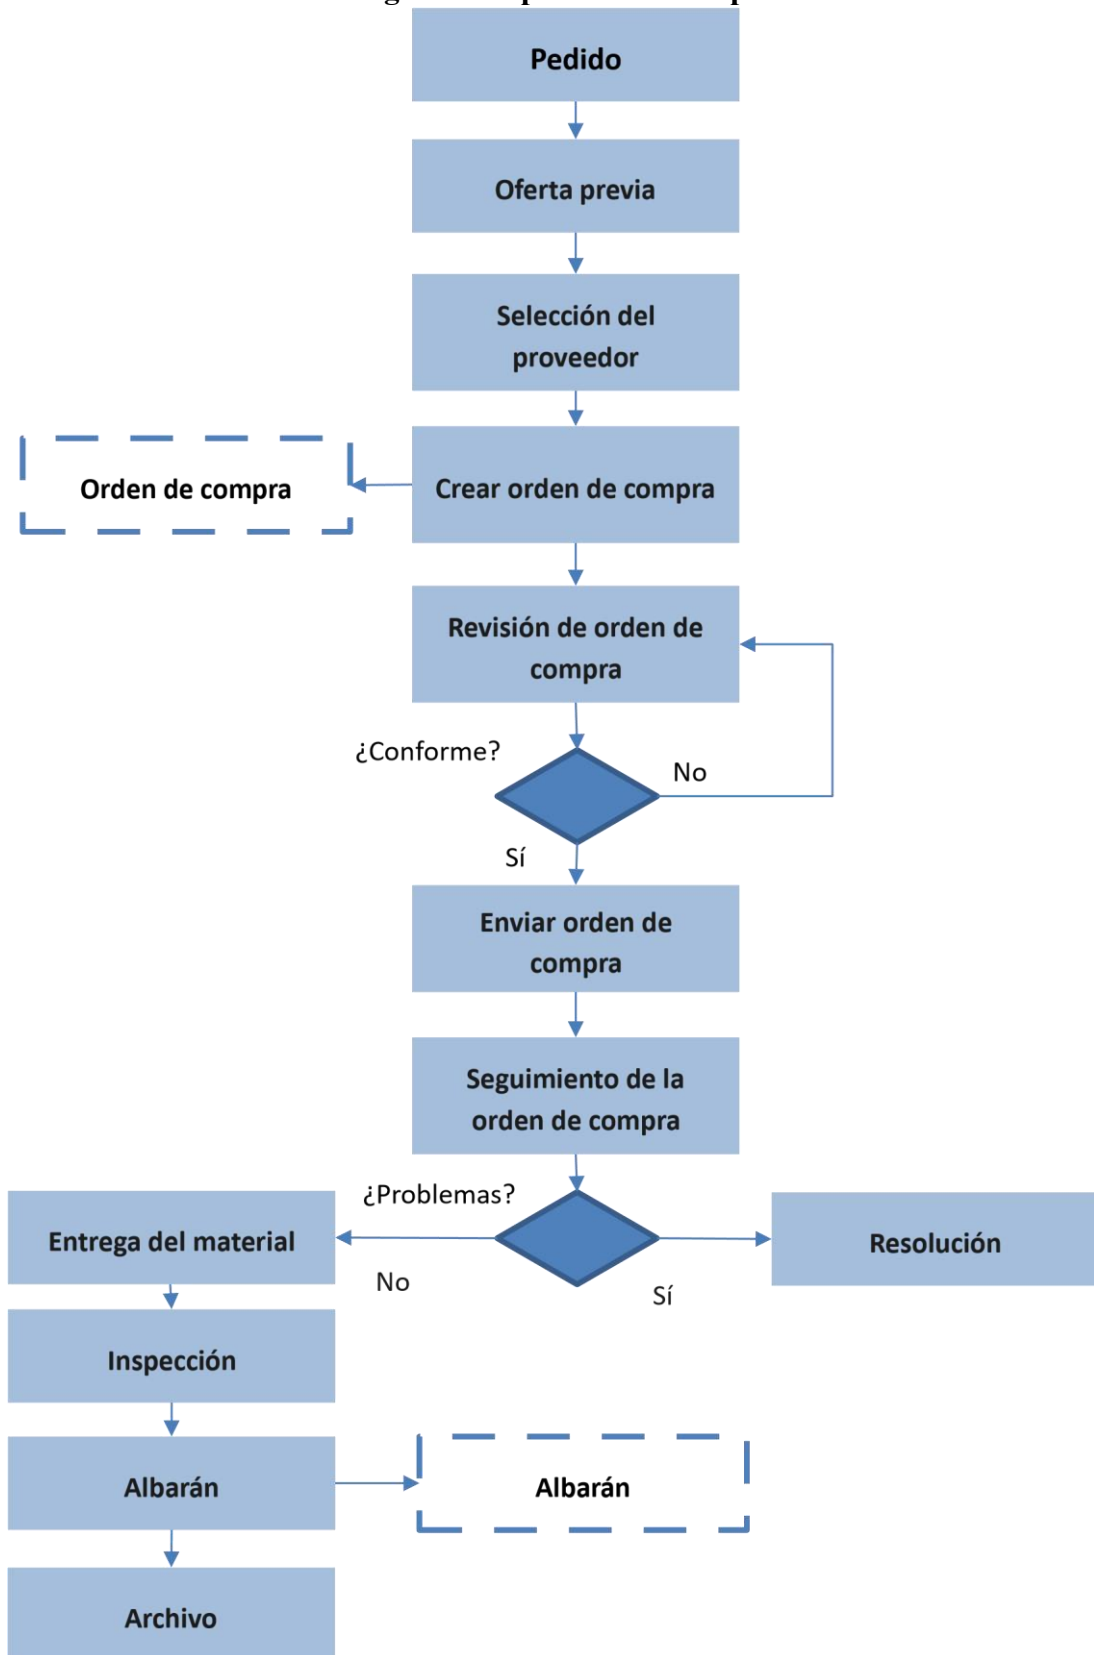 Pedido
Oferta previa
Selección del
proveedor
Orden de compra
Crear orden de compra
Revisión de orden de
compra
¿Conforme?
No
Sí
Enviar orden de
compra
Seguimiento de la
orden de compra
¿Problemas?
Entrega del material
Resolución
No
Sí
Inspección
Albarán
Albarán
Archivo